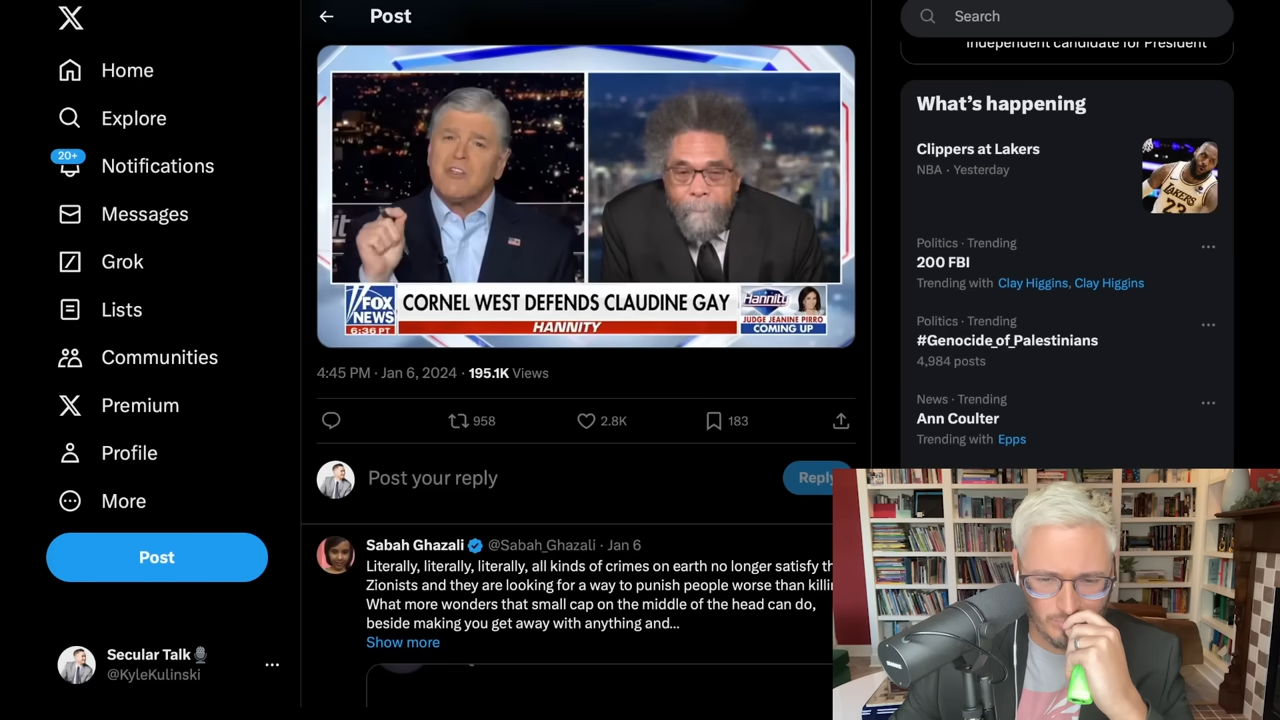 Post
Search
Independent candidate for President
Home
Explore
20+
Notifications
Messages
Grok
Lists
Communities
Premium
Profile
More
Post
Secular Talk
@KyleKulinski
FOX
NEWS
6:36 PT
CORNEL WEST DEFENDS CLAUDINE GAY
HANNITY
Hannity
JUDGE JEANINE PIRRO
COMING UP
LAKERS
23
4:45 PM · Jan 6, 2024 · 195.1K Views
958
2.8K
183
Post your reply
Reply
Sabah Ghazali @Sabah_Ghazali · Jan 6
Literally, literally, literally, all kinds of crimes on earth no longer satisfy th
Zionists and they are looking for a way to punish people worse than killi
What more wonders that small cap on the middle of the head can do,
beside making you get away with anything and...
Show more
What's happening
Clippers at Lakers
NBA · Yesterday
Politics · Trending
200 FBI
Trending with Clay Higgins, Clay Higgins
Politics · Trending
#Genocide_of_Palestinians
4,984 posts
News · Trending
Ann Coulter
Trending with Epps